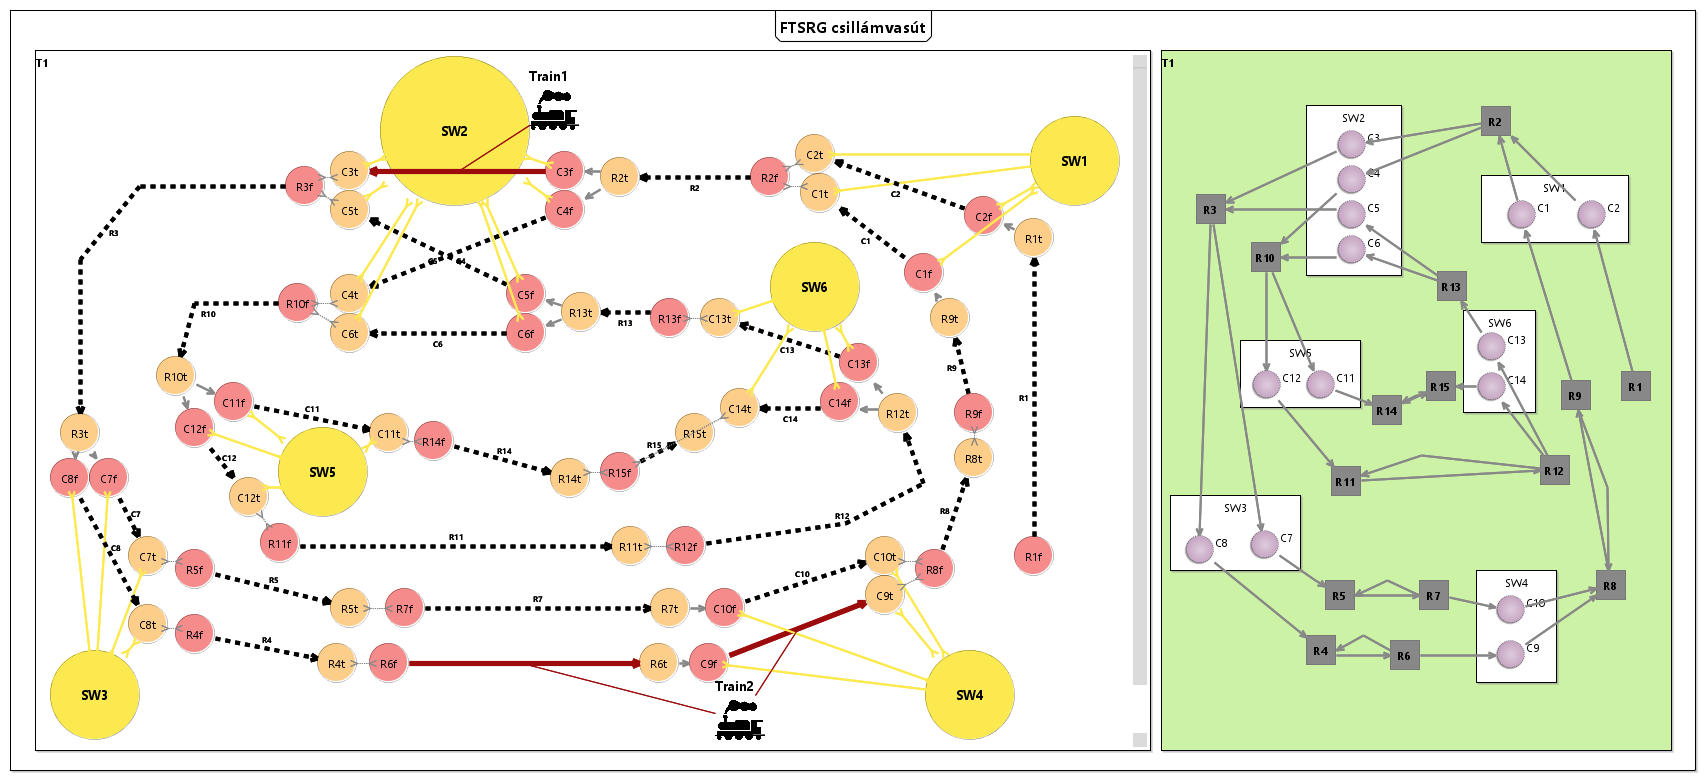 FTSRG csillámvasút
T1
Train1
SW2
SW1
C3t
C3f
R2t
R2f
C2t
C1t
R2
C2
R3f
C5t
C4f
C2f
R1t
R3
C1
C1f
SW6
C4t
C5f
R10f
R10
C6t
C6f
C6
R13t
R13
R13f
C13t
C13
C13f
R9t
R9
R1
R10t
C11f
C11
C12f
C12
C11t
R14f
R14
SW5
C12t
R14t
R15f
R15
R15t
C14t
C14
C14f
R12t
R9f
R8t
R3t
C8f
C7f
C7
C8
C7t
R5f
R5
R11f
R11
R11t
R12f
R12
R8
R1f
C10t
R8f
C9t
C10
R5t
R7f
R7
R7t
C10f
C8t
R4f
R4
R4t
R6f
R6t
C9f
Train2
SW3
SW4
T1
SW2
C3
C4
C5
C6
R2
SW1
C1
C2
R3
R10
R13
SW6
C13
C14
SW5
C12
C11
R15
R14
R9
R1
R12
R11
SW3
C8
C7
R5
R7
SW4
C10
C9
R8
R4
R6